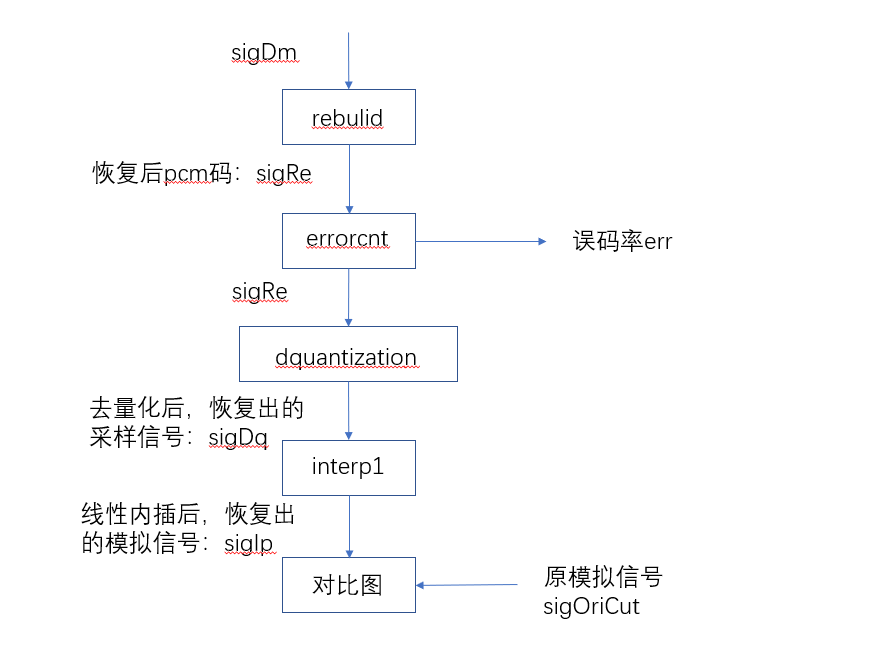 sigDm
rebulid
恢复后pcm码：sigRe
errorcnt
误码率err
sigRe
dquantization
去量化后，恢复出的
采样信号：sigDq
interp1
线性内插后，恢复出
的模拟信号：sigIp
对比图
原模拟信号
sigOriCut